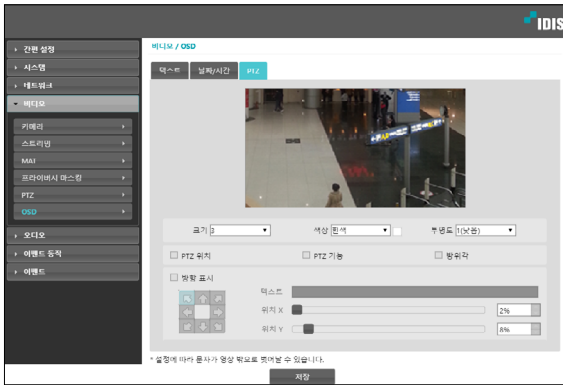 IDIS
간편 설정
시스템
네트워크
비디오
카메라
스트리밍
MAT
프라이버시 마스킹
PTZ
OSD
오디오
이벤트 동작
이벤트
비디오 / OSD
텍스트 날짜/시간 PTZ
크기 3 색상 흰색 투명도 1(낮음)
PTZ 위치 PTZ 기능 방위각
방향 표시
텍스트
위치 X 2%
위치 Y 8%
* 설정에 따라 문자가 영상 밖으로 벗어날 수 있습니다.
저장